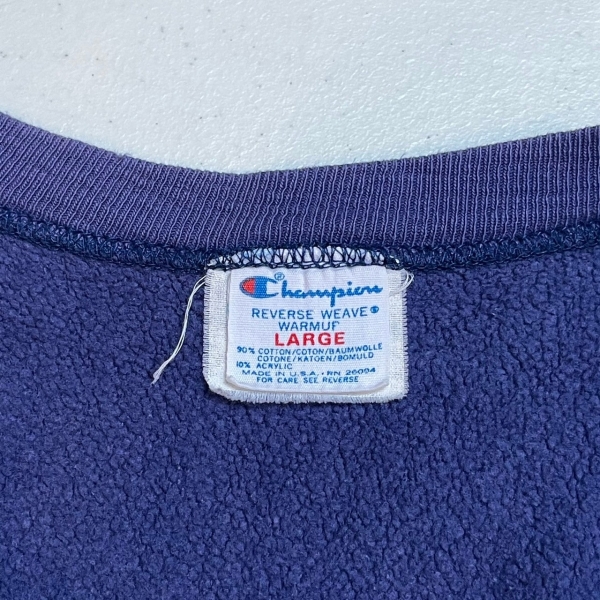 Champion®
REVERSE WEAVE®
WARMUP
LARGE
90% COTTON/COTON/BAUMWOLLE
COTONE/KATOEN/BOMULD
10% ACRYLIC
MADE IN U.S.A. · RN 26094
FOR CARE SEE REVERSE